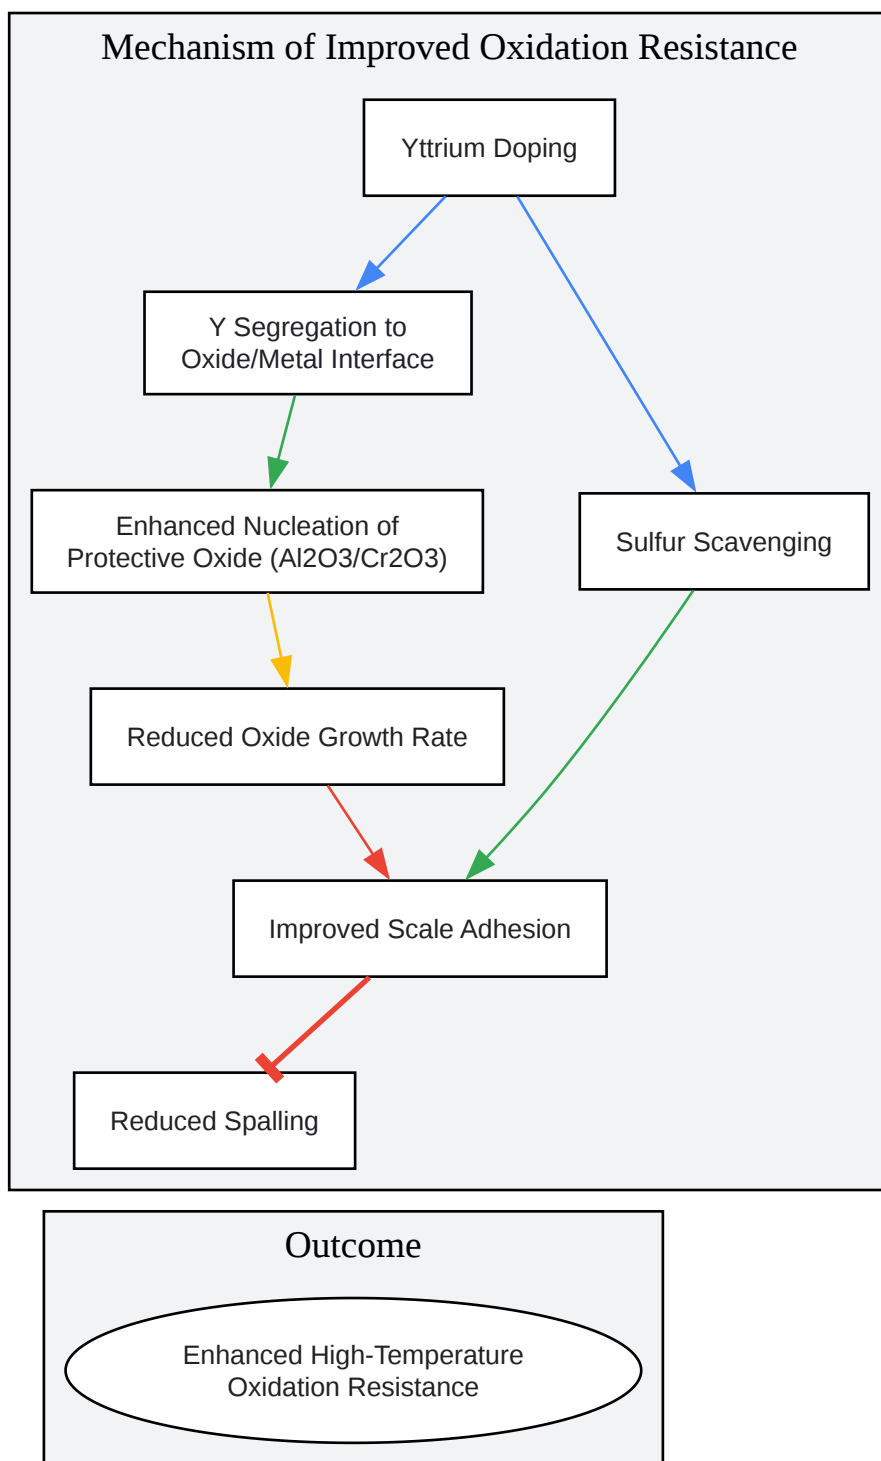 Mechanism of Improved Oxidation Resistance
Yttrium Doping
Y Segregation to
Oxide/Metal Interface
Enhanced Nucleation of
Protective Oxide (Al2O3/Cr2O3)
Sulfur Scavenging
Reduced Oxide Growth Rate
Improved Scale Adhesion
Reduced Spalling
Outcome
Enhanced High-Temperature
Oxidation Resistance